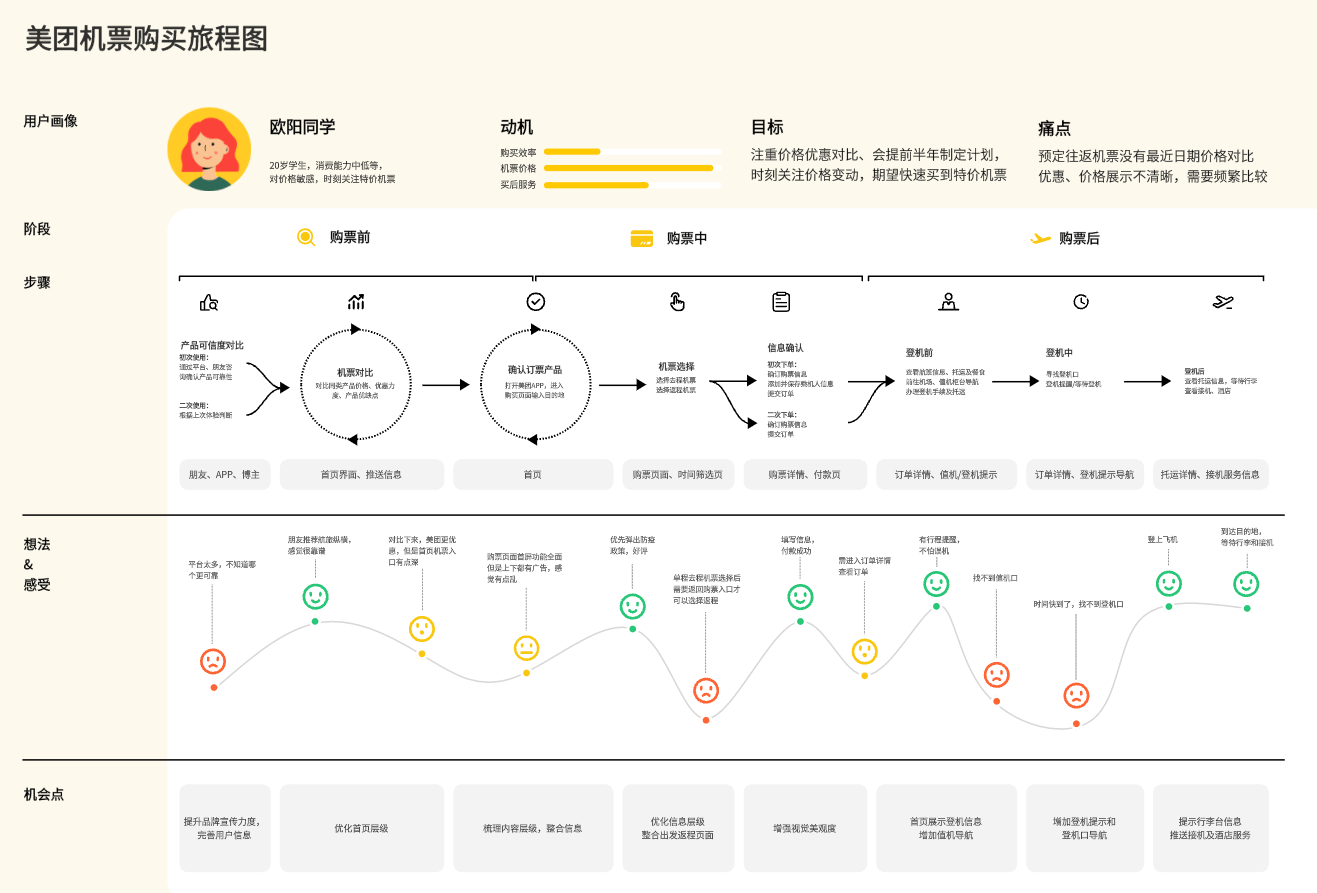 美团机票购买旅程图
用户画像
欧阳同学
20岁学生，消费能力中低等，
对价格敏感，时刻关注特价机票
动机
购买效率
机票价格
买后服务
目标
注重价格优惠对比、会提前半年制定计划，
时刻关注价格变动，期望快速买到特价机票
痛点
预定往返机票没有最近日期价格对比
优惠、价格展示不清晰，需要频繁比较
阶段
购票前
购票中
购票后
步骤
产品可信度对比
初次使用：
通过平台、朋友咨
询确认产品可靠性
二次使用：
根据上次体验判断
机票对比
对比同类产品价格、优惠力
度、产品优缺点
确认订票产品
打开美团APP，进入
购买页面输入目的地
机票选择
选择去程机票
选择返程机票
信息确认
初次下单：
确订购票信息
添加并保存购机人信息
提交订单
二次下单：
确订购票信息
提交订单
登机前
查看航班信息、托运及餐食
前往机场、值机柜台导航
办理登机手续及托运
登机中
寻找登机口
登机提醒/等待登机
登机后
查看托运信息，等待行李
查看接机、酒店
朋友、APP、博主
首页界面、推送信息
首页
购票页面、时间筛选页
购票详情、付款页
订单详情、值机/登机提示
订单详情、登机提示导航
托运详情、接机服务信息
想法
&
感受
平台太多，不知道哪
个更可靠
朋友推荐航旅纵横，
感觉很靠谱
对比下来，美团更优
惠，但是首页机票入
口有点深
购票页面首屏功能全面
但是上下都有广告，感
觉有点乱
优先弹出防疫
政策，好评
单程去程机票选择后
需要返回购票入口才
可以选择返程
填写信息，
付款成功
需进入订单详情
查看订单
有行程提醒，
不怕误机
找不到值机口
时间快到了，找不到登机口
登上飞机
到达目的地，
等待行李和接机
机会点
提升品牌宣传力度，
完善用户信息
优化首页层级
梳理内容层级，整合信息
优化信息层级
整合出发返程页面
增强视觉美观度
首页展示登机信息
增加值机导航
增加登机提示和
登机口导航
提示行李台信息
推送接机及酒店服务